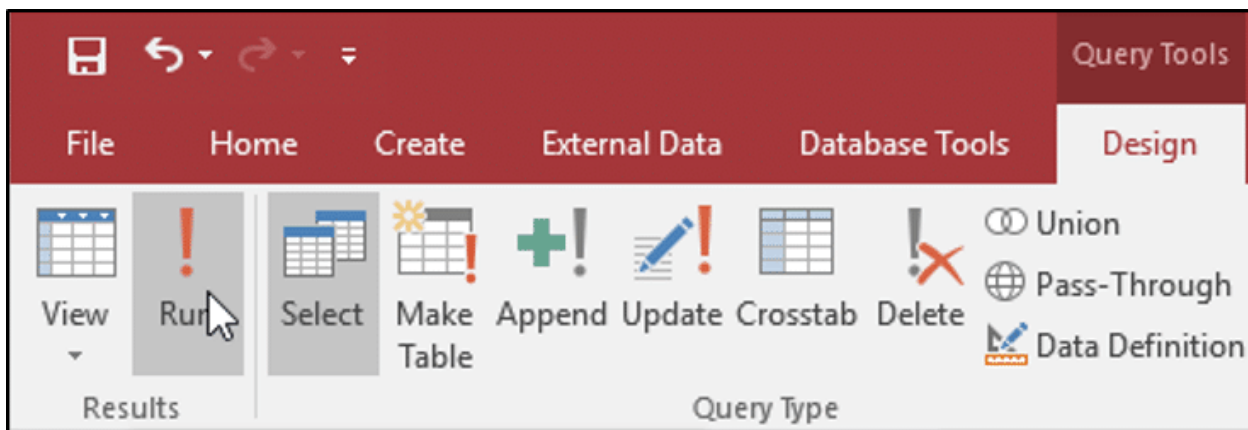 Query Tools
File Home Create External Data Database Tools Design
View Run Select Make Table Append Update Crosstab Delete
Union
Pass-Through
Data Definition
Results Query Type